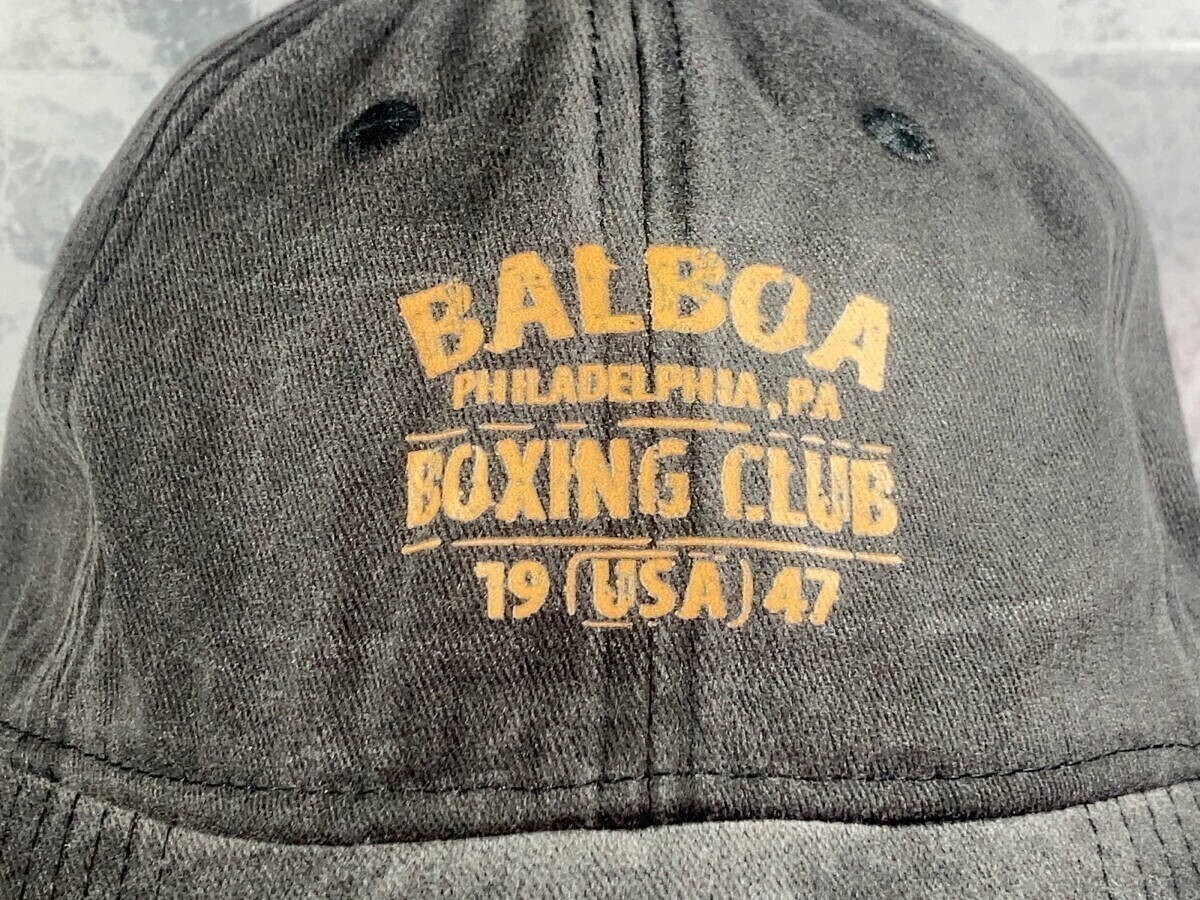 BALBOA
PHILADELPHIA, PA
BOXING CLUB
19 (USA) 47